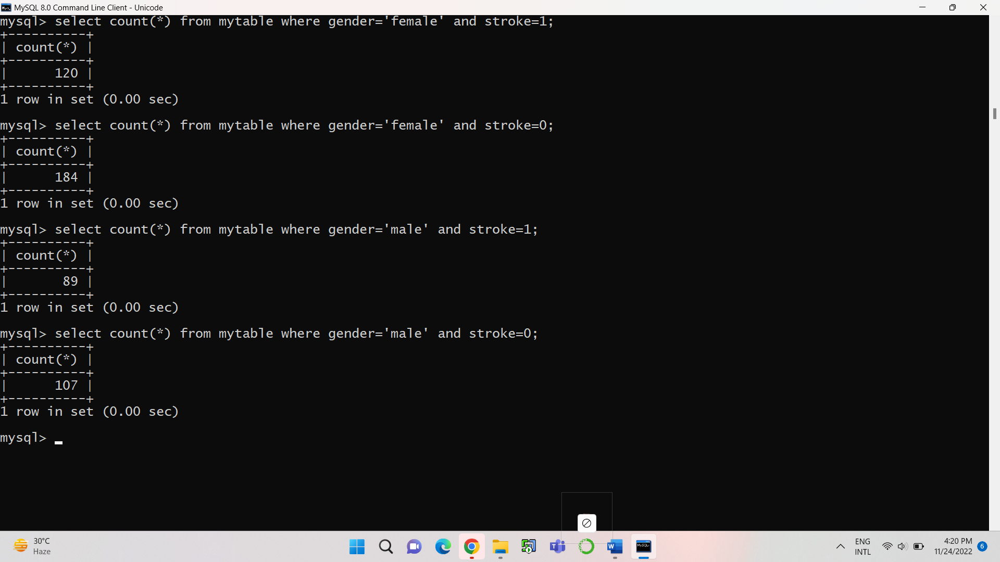 MySQL 8.0 Command Line Client - Unicode
mysql> select count(*) from mytable where gender='female' and stroke=1;
+----------+
| count(*) |
+----------+
|      120 |
+----------+
1 row in set (0.00 sec)
mysql> select count(*) from mytable where gender='female' and stroke=0;
+----------+
| count(*) |
+----------+
|      184 |
+----------+
1 row in set (0.00 sec)
mysql> select count(*) from mytable where gender='male' and stroke=1;
+----------+
| count(*) |
+----------+
|       89 |
+----------+
1 row in set (0.00 sec)
mysql> select count(*) from mytable where gender='male' and stroke=0;
+----------+
| count(*) |
+----------+
|      107 |
+----------+
1 row in set (0.00 sec)
mysql> _
30°C
Haze
ENG
INTL
4:20 PM
11/24/2022
6